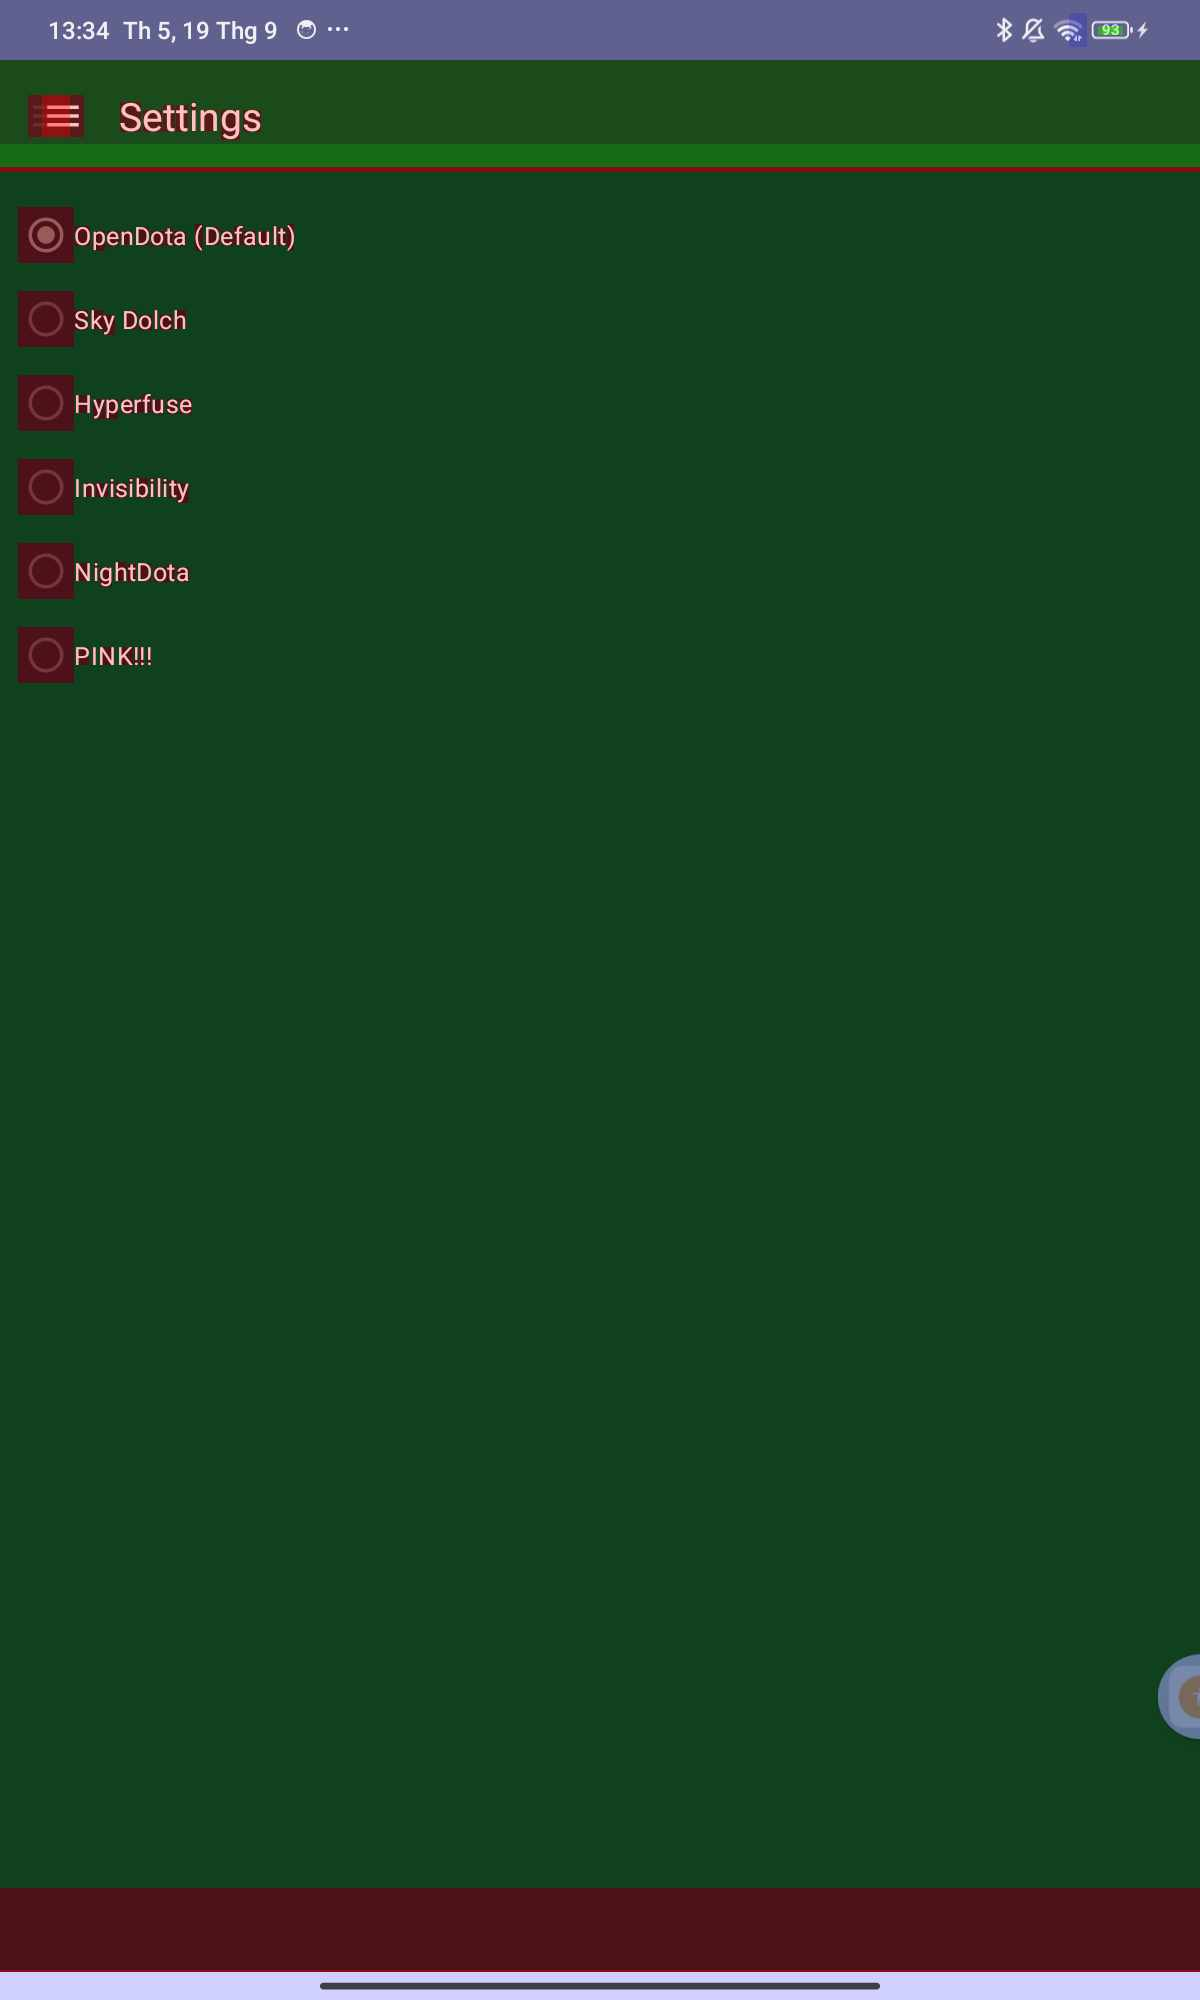 13:34 Th 5, 19 Thg 9 ...
93
Settings
OpenDota (Default)
Sky Dolch
Hyperfuse
Invisibility
NightDota
PINK!!!